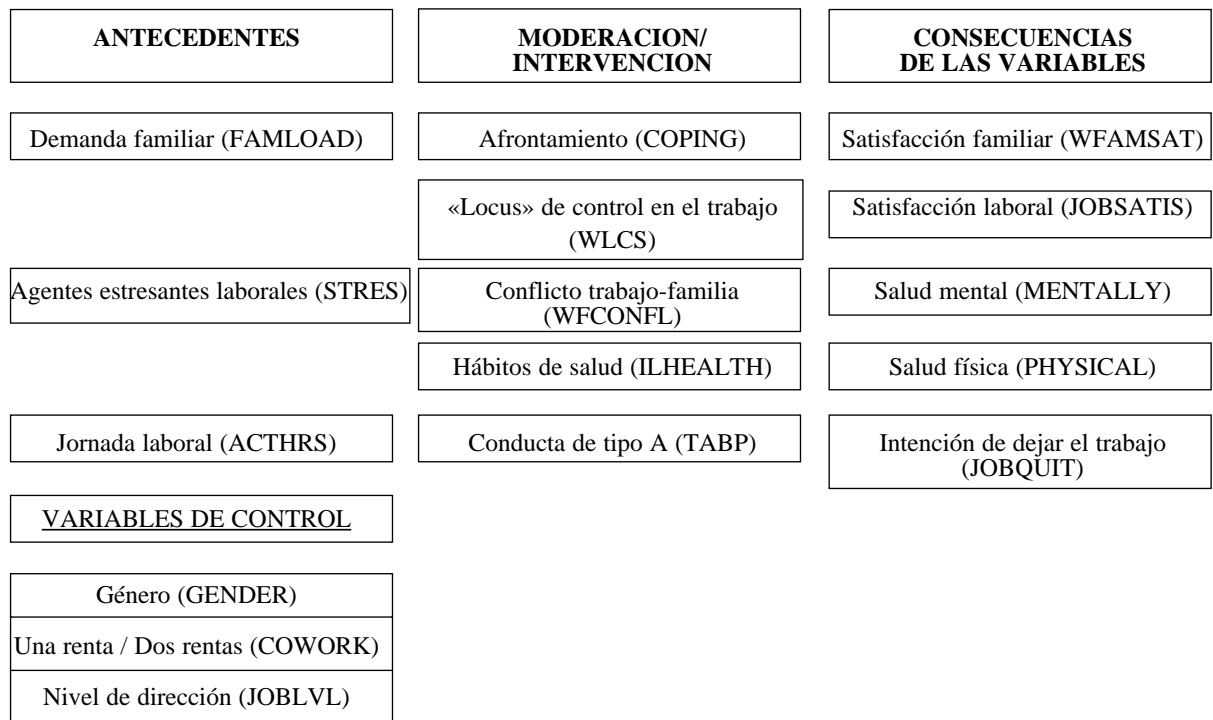 ANTECEDENTES
Demanda familiar (FAMLOAD)
Agentes estresantes laborales (STRES)
Jornada laboral (ACTHRS)
VARIABLES DE CONTROL
Género (GENDER)
Una renta / Dos rentas (COWORK)
Nivel de dirección (JOBLVL)
MODERACION/
INTERVENCION
Afrontamiento (COPING)
«Locus» de control en el trabajo
(WLCS)
Conflicto trabajo-familia
(WFCONFL)
Hábitos de salud (ILHEALTH)
Conducta de tipo A (TABP)
CONSECUENCIAS
DE LAS VARIABLES
Satisfacción familiar (WFAMSAT)
Satisfacción laboral (JOBSATIS)
Salud mental (MENTALLY)
Salud física (PHYSICAL)
Intención de dejar el trabajo
(JOBQUIT)